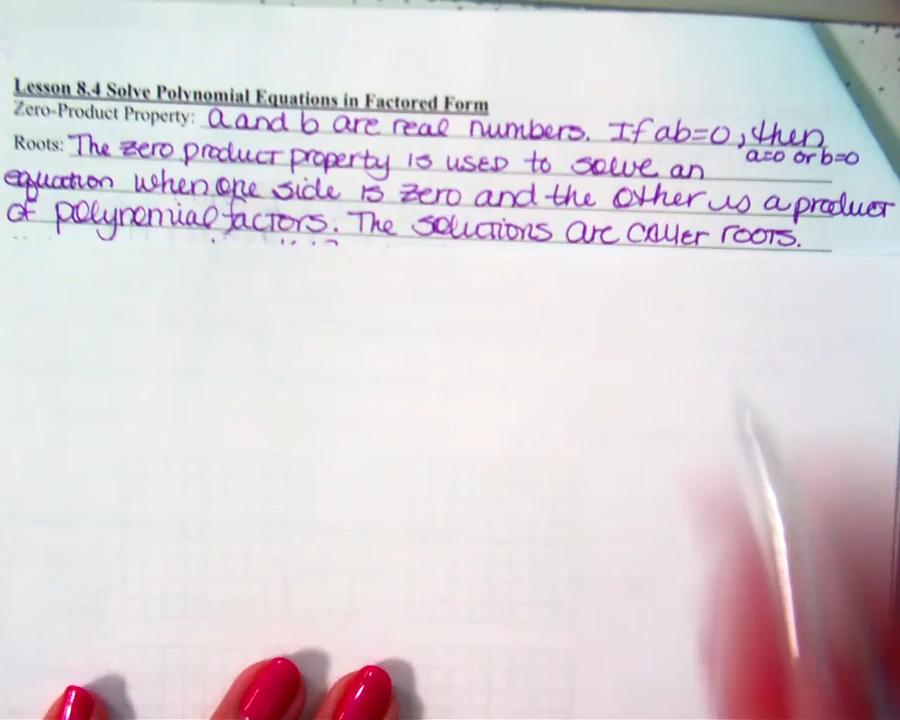 Lesson 8.4 Solve Polynomial Equations in Factored Form
Zero-Product Property: a and b are real numbers. If ab=0, then
a=0 or b=0
Roots: The zero product property is used to solve an
equation when one side is zero and the other is a product
of polynomial factors. The solutions are caller roots.